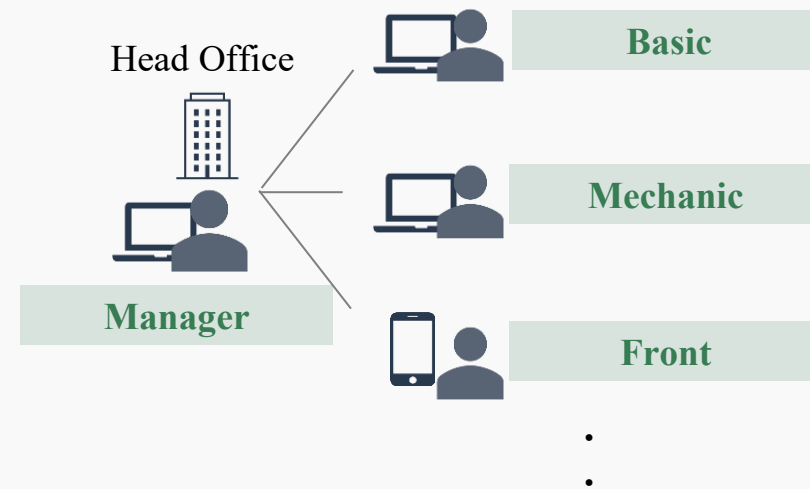 Head Office
Manager
Basic
Mechanic
Front
.
.